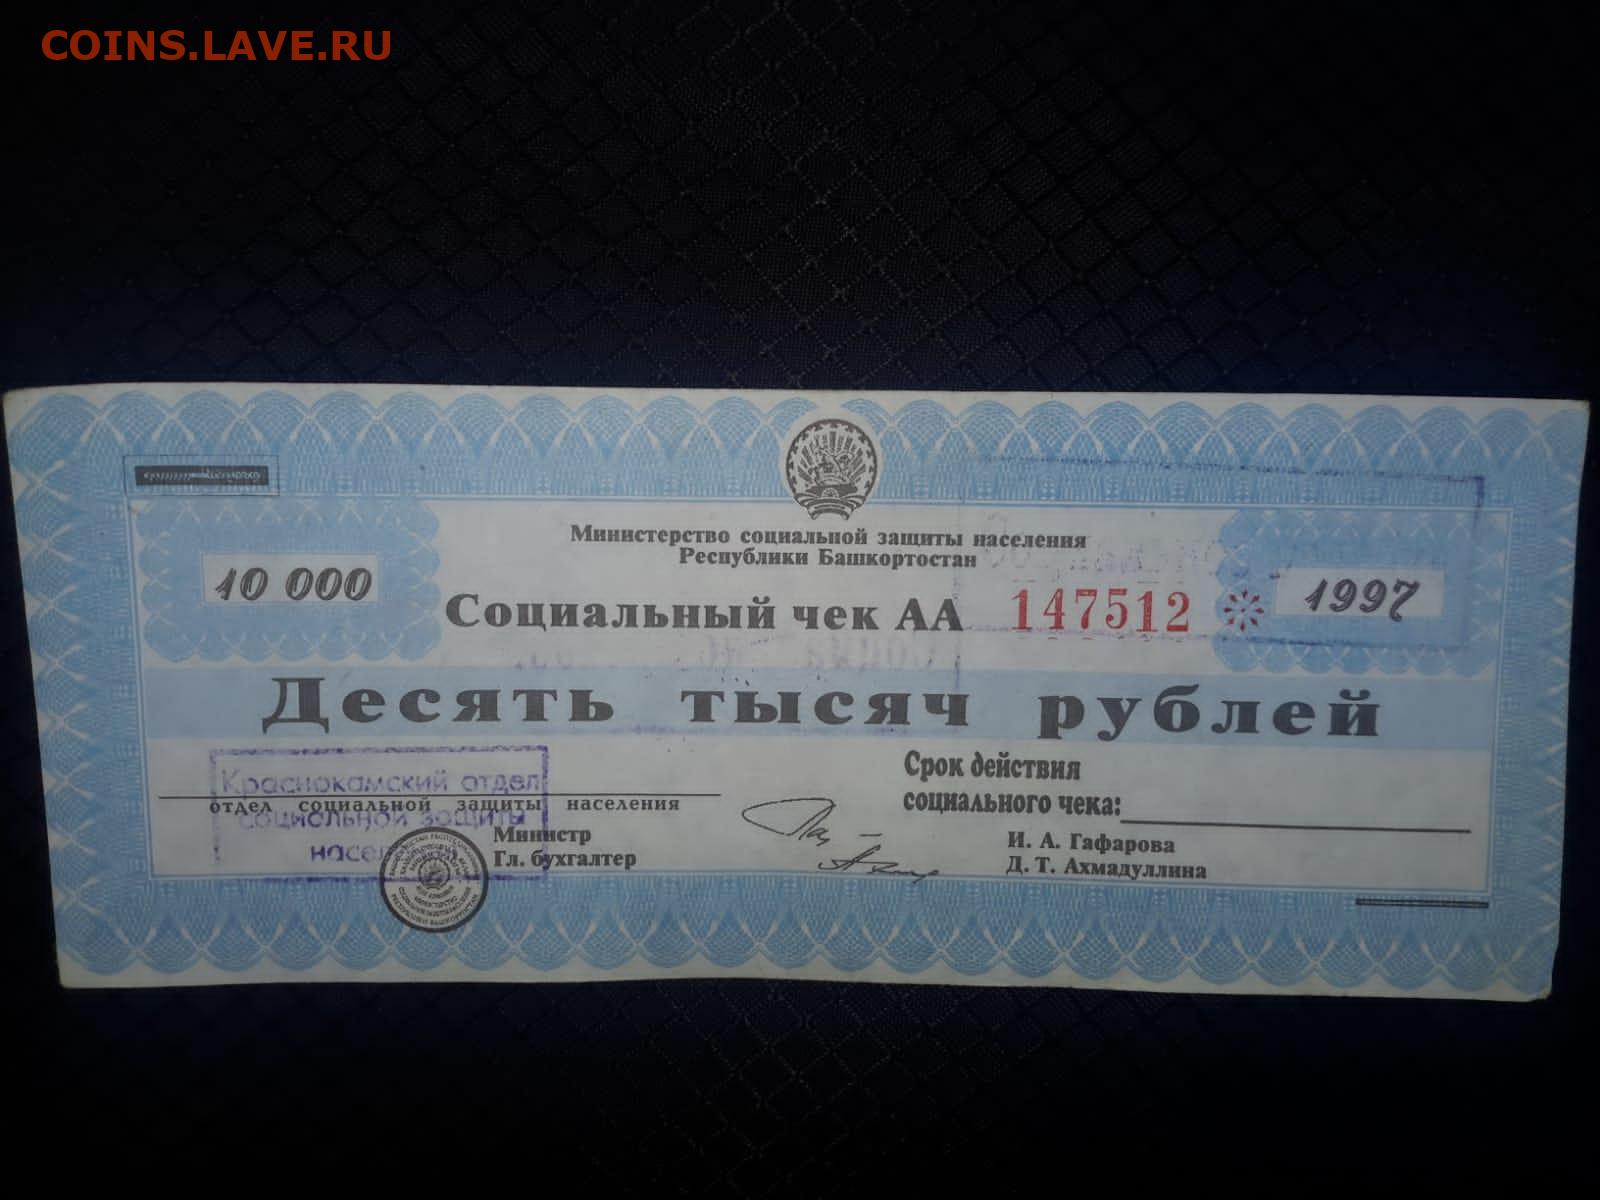 COINS.LAVE.RU
Министерство социальной защиты населения
Республики Башкортостан
10 000
Социальный чек АА 147512
1997
Десять тысяч рублей
Краснокамский отдел
социальной защиты
отдел социальной защиты населения
Срок действия
социального чека:
Министр
И. А. Гафарова
Гл. бухгалтер
Д. Т. Ахмадуллина